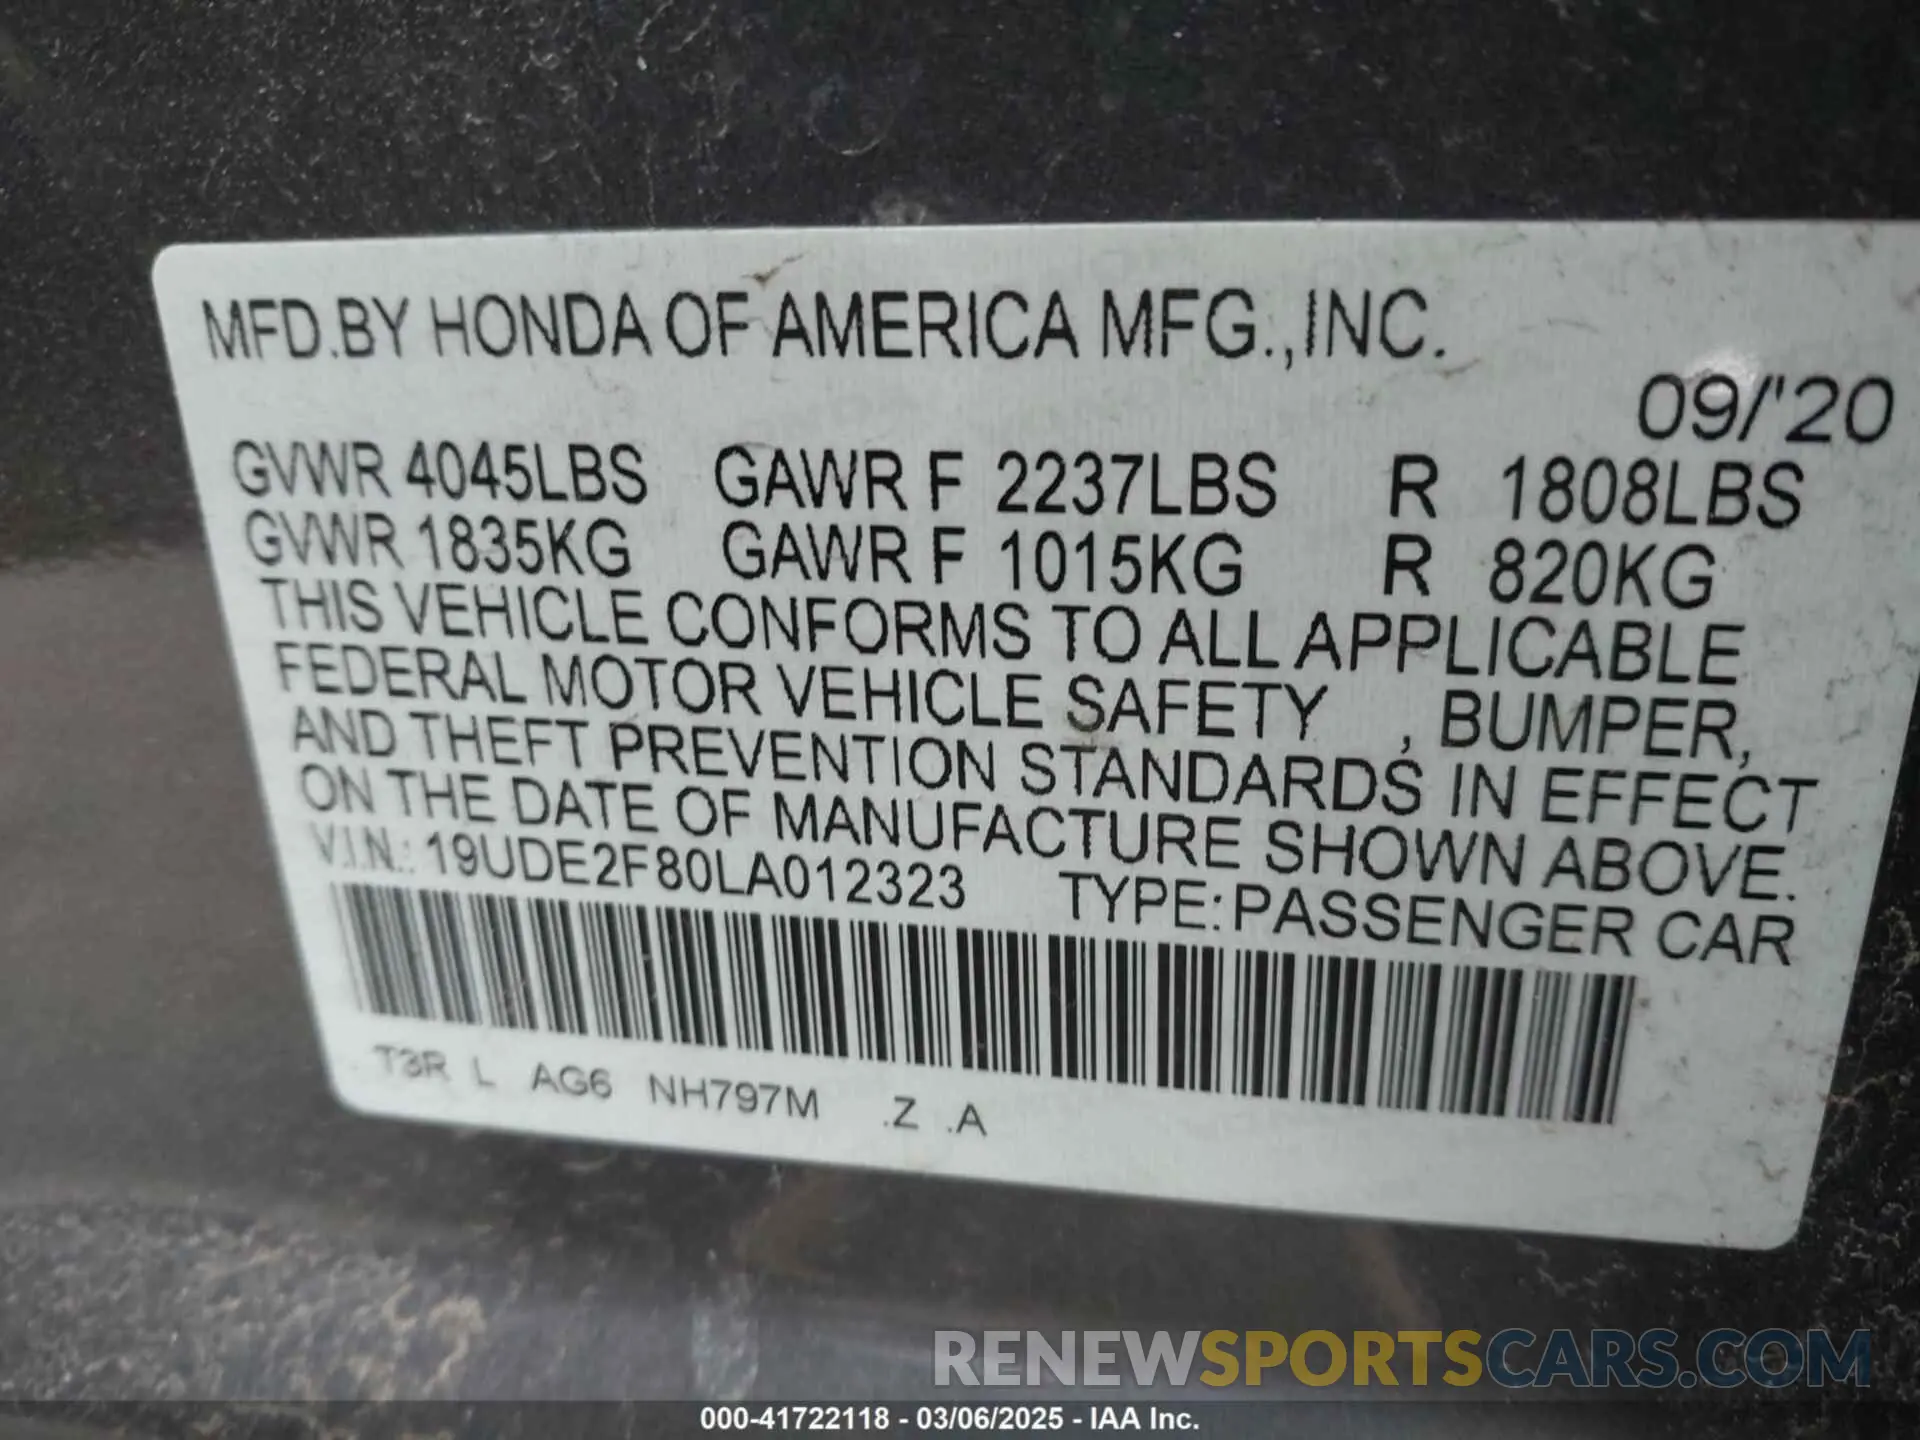 MFD.BY HONDA OF AMERICA MFG.,INC.
09/'20
GVWR 4045LBS GAWR F 2237LBS R 1808LBS
GVWR 1835KG GAWR F 1015KG R 820KG
THIS VEHICLE CONFORMS TO ALL APPLICABLE
FEDERAL MOTOR VEHICLE SAFETY , BUMPER,
AND THEFT PREVENTION STANDARDS IN EFFECT
ON THE DATE OF MANUFACTURE SHOWN ABOVE.
V.I.N.: 19UDE2F80LA012323 TYPE:PASSENGER CAR
T3R L AG6 NH797M .Z .A
RENEWSPORTSCARS.COM
000-41722118 - 03/06/2025 - IAA Inc.